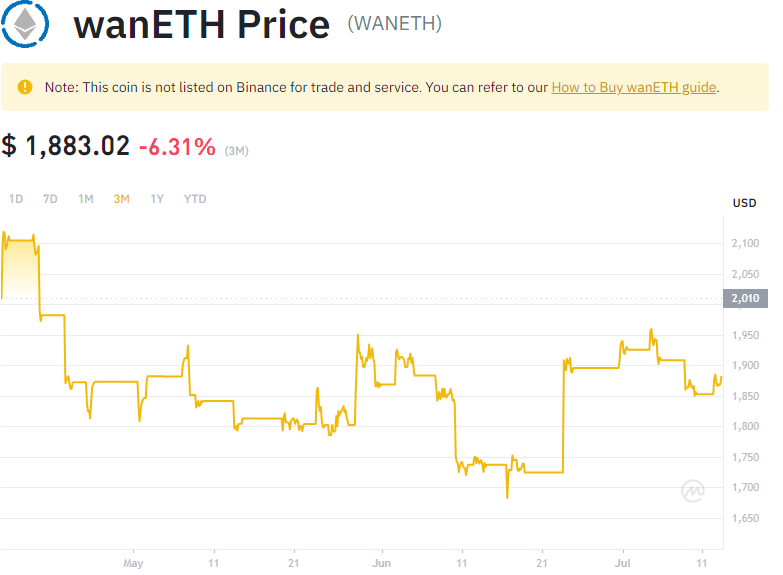 wanETH Price (WANETH)
Note: This coin is not listed on Binance for trade and service. You can refer to our How to Buy wanETH guide.
$ 1,883.02 -6.31% (3M)
1D 7D 1M 3M 1Y YTD
USD
2,100
2,050
2,010
1,950
1,900
1,850
1,800
1,750
1,700
1,650
May 11 21 Jun 11 21 Jul 11